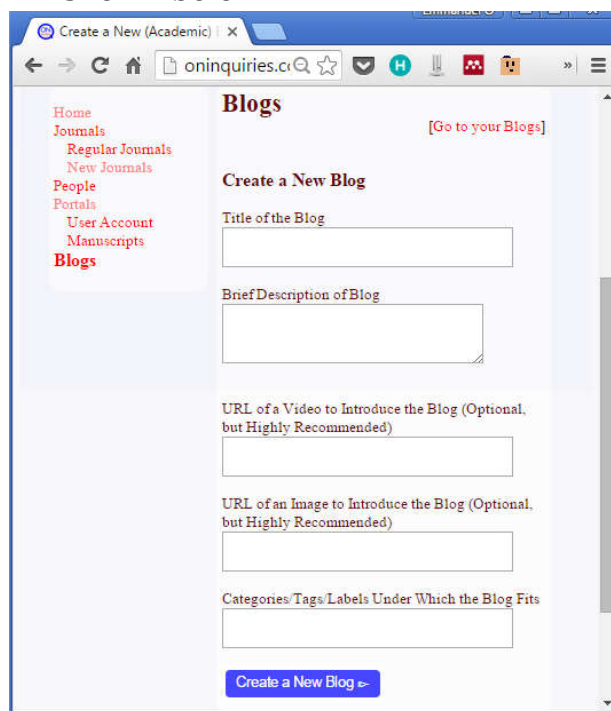 Create a New (Academic)
oninquiries.c
Home
Journals
Regular Journals
New Journals
People
Portals
User Account
Manuscripts
Blogs
Blogs
[Go to your Blogs]
Create a New Blog
Title of the Blog
Brief Description of Blog
URL of a Video to Introduce the Blog (Optional,
but Highly Recommended)
URL of an Image to Introduce the Blog (Optional,
but Highly Recommended)
Categories/Tags/Labels Under Which the Blog Fits
Create a New Blog